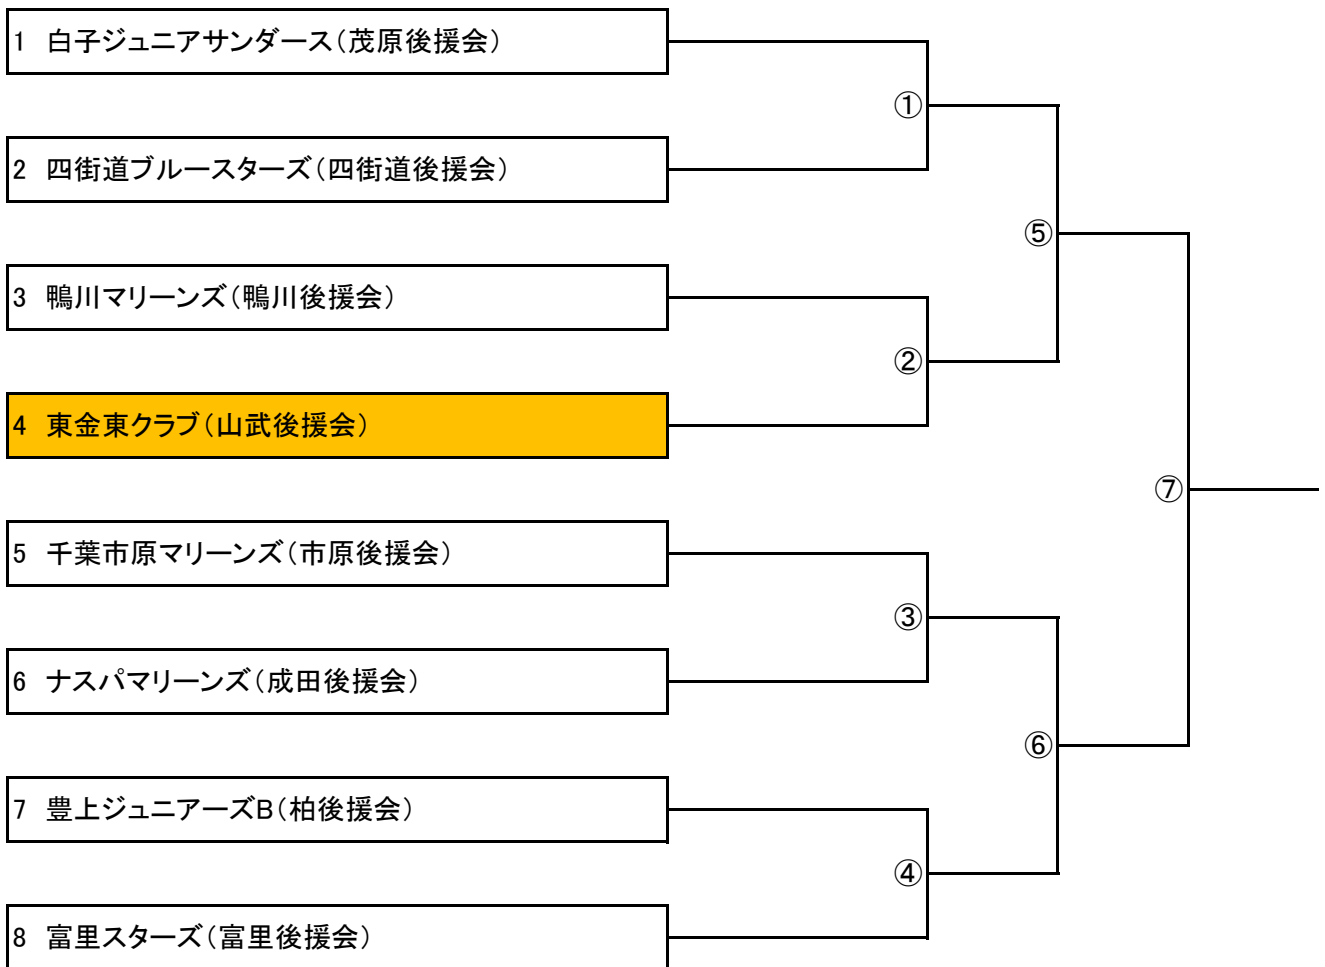 1 白子ジュニアサンダース(茂原後援会)
①
2 四街道ブルースターズ(四街道後援会)
⑤
3 鴨川マリーンズ(鴨川後援会)
②
4 東金東クラブ(山武後援会)
⑦
5 千葉市原マリーンズ(市原後援会)
③
6 ナスパマリーンズ(成田後援会)
⑥
7 豊上ジュニアーズB(柏後援会)
④
8 富里スターズ(富里後援会)